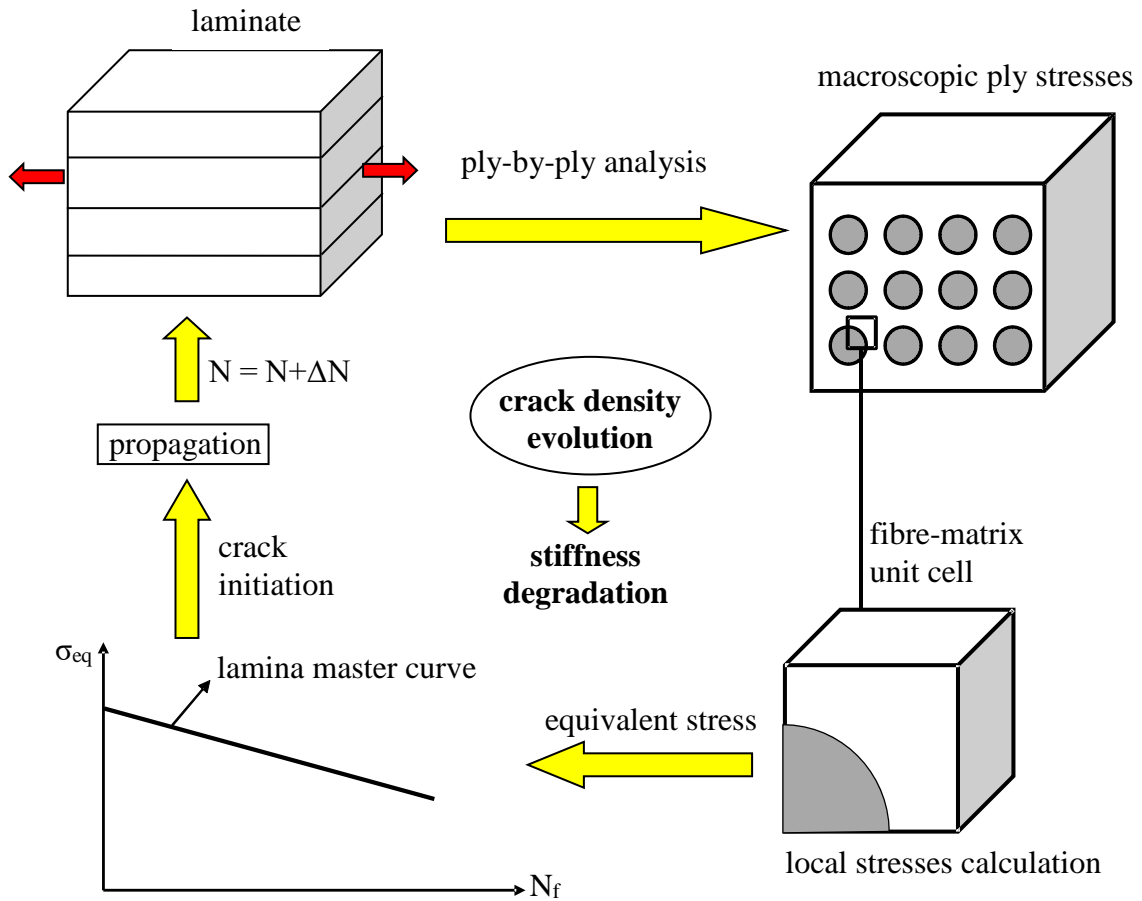 laminate
macroscopic ply stresses
ply-by-ply analysis
N = N+ΔN
propagation
crack density
evolution
stiffness
degradation
crack
initiation
fibre-matrix
unit cell
σeq
lamina master curve
equivalent stress
Nf
local stresses calculation